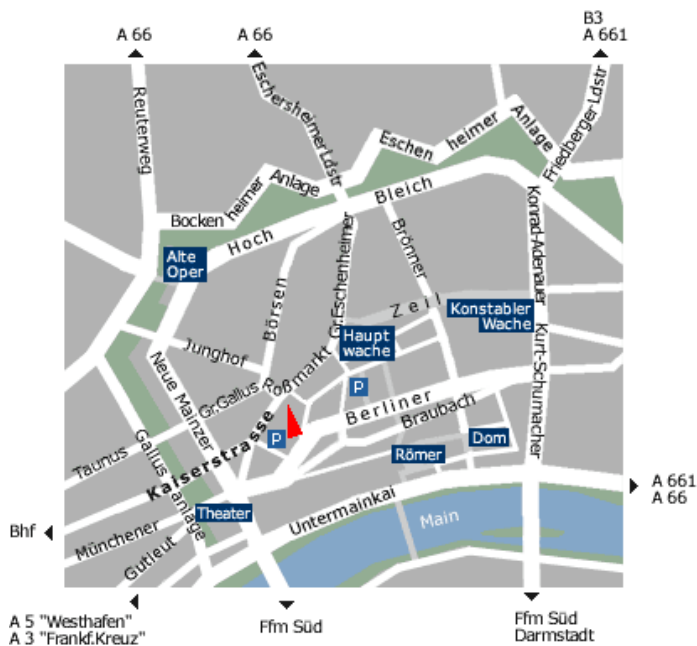 B3
A 66
A 66
A 661
Reuterweg
Eschersheimer Ldstr
Eschen
heimer
Anlage
Friedberger Ldstr
Bocken
heimer
Anlage
Bleich
Hoch
Alte
Oper
Konrad-Adenauer
Brönner
Gr.Eschenheimer
Börsen
Zeil
Konstabler
Wache
Haupt
wache
Junghof
Kurt-Schumacher
Neue Mainzer
Gr.Gallus
Roßmarkt
P
Berliner
Braubach
Kaiserstrasse
P
Dom
Römer
Taunus
Gallus
anlage
Theater
Untermainkai
Main
A 661
A 66
Bhf
Münchener
Gutleut
A 5 "Westhafen"
A 3 "Frankf.Kreuz"
Ffm Süd
Ffm Süd
Darmstadt